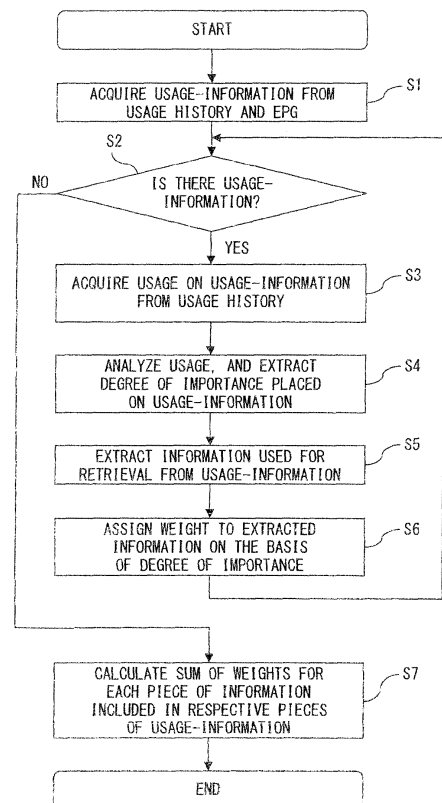 START
ACQUIRE USAGE-INFORMATION FROM
USAGE HISTORY AND EPG
S1
S2
NO
IS THERE USAGE-
INFORMATION?
YES
ACQUIRE USAGE ON USAGE-INFORMATION
FROM USAGE HISTORY
S3
ANALYZE USAGE, AND EXTRACT
DEGREE OF IMPORTANCE PLACED
ON USAGE-INFORMATION
S4
EXTRACT INFORMATION USED FOR
RETRIEVAL FROM USAGE-INFORMATION
S5
ASSIGN WEIGHT TO EXTRACTED
INFORMATION ON THE BASIS
OF DEGREE OF IMPORTANCE
S6
CALCULATE SUM OF WEIGHTS FOR
EACH PIECE OF INFORMATION
INCLUDED IN RESPECTIVE PIECES
OF USAGE-INFORMATION
S7
END